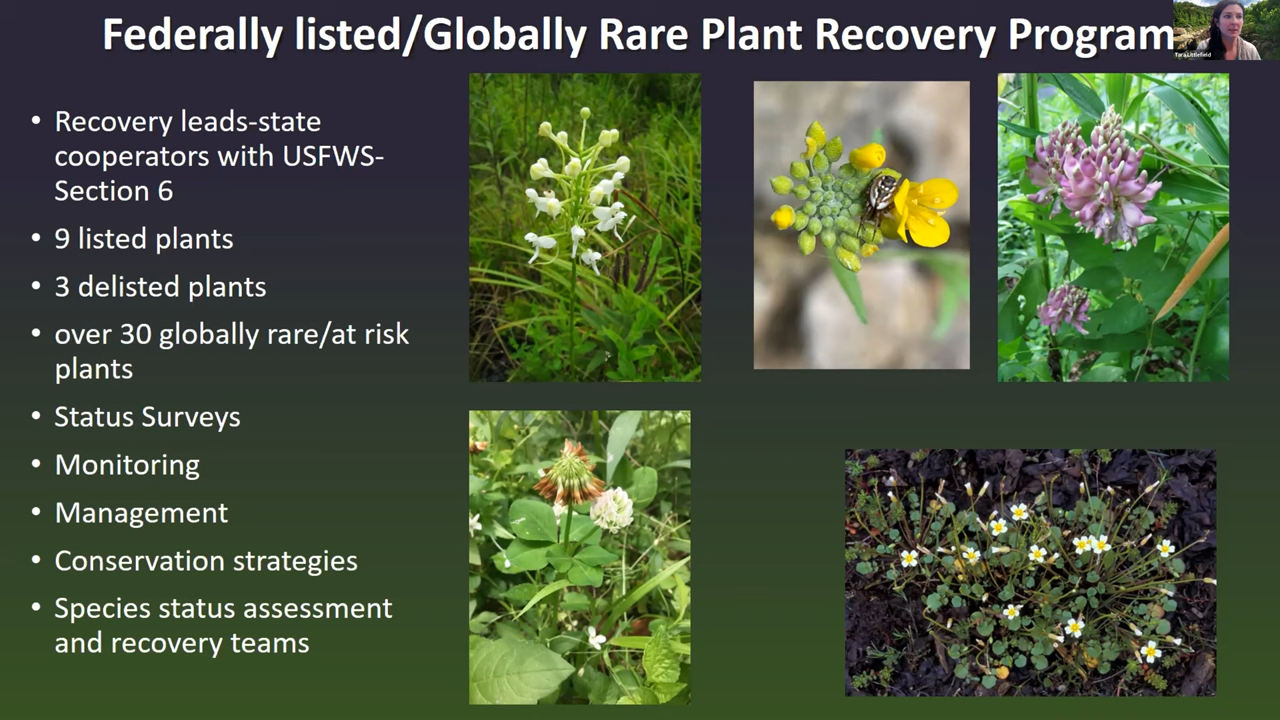 Federally listed/Globally Rare Plant Recovery Program
Tara Littlefield
• Recovery leads-state
cooperators with USFWS-
Section 6
• 9 listed plants
• 3 delisted plants
• over 30 globally rare/at risk
plants
• Status Surveys
• Monitoring
• Management
• Conservation strategies
• Species status assessment
and recovery teams